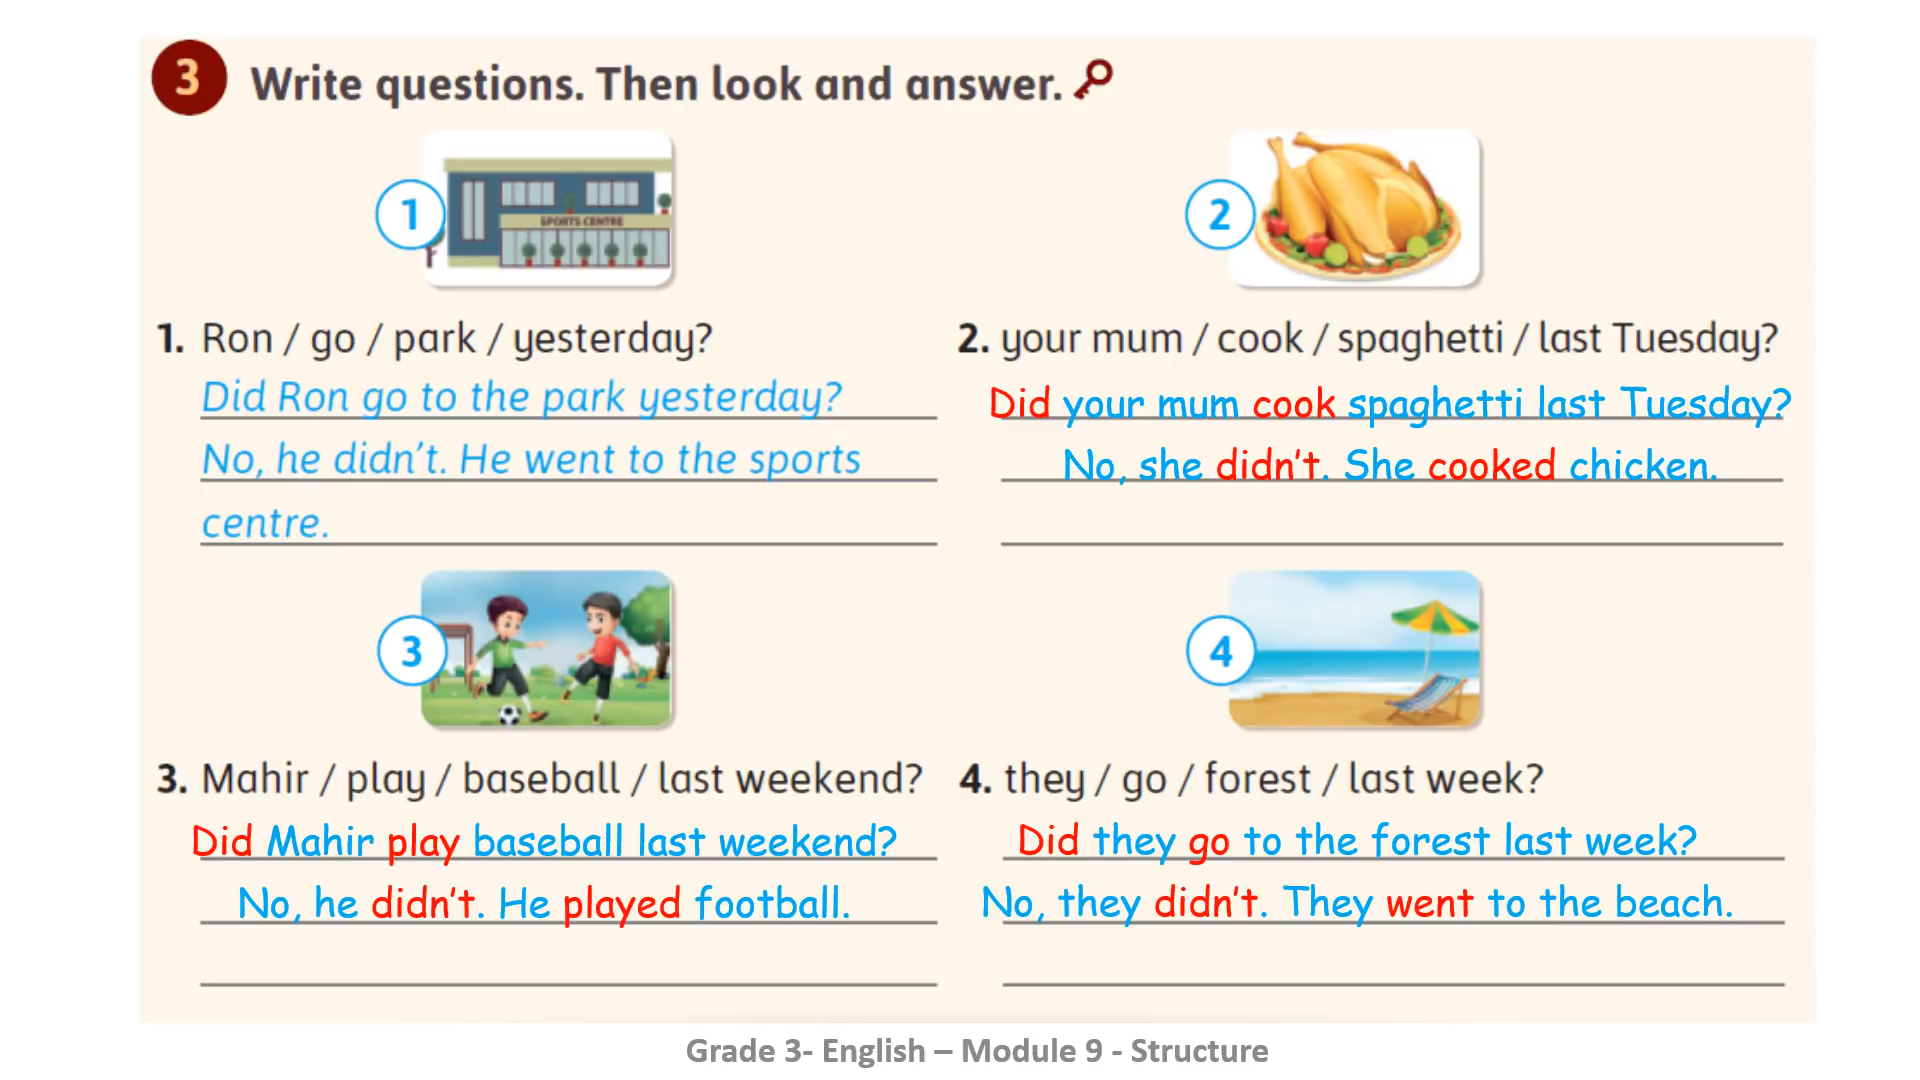 3 Write questions. Then look and answer.
1
SPORTS CENTRE
2
1. Ron / go / park / yesterday?
Did Ron go to the park yesterday?
No, he didn't. He went to the sports
centre.
2. your mum / cook / spaghetti / last Tuesday?
Did your mum cook spaghetti last Tuesday?
No, she didn't. She cooked chicken.
3
4
3. Mahir / play / baseball / last weekend?
Did Mahir play baseball last weekend?
No, he didn't. He played football.
4. they / go / forest / last week?
Did they go to the forest last week?
No, they didn't. They went to the beach.
Grade 3- English – Module 9 - Structure